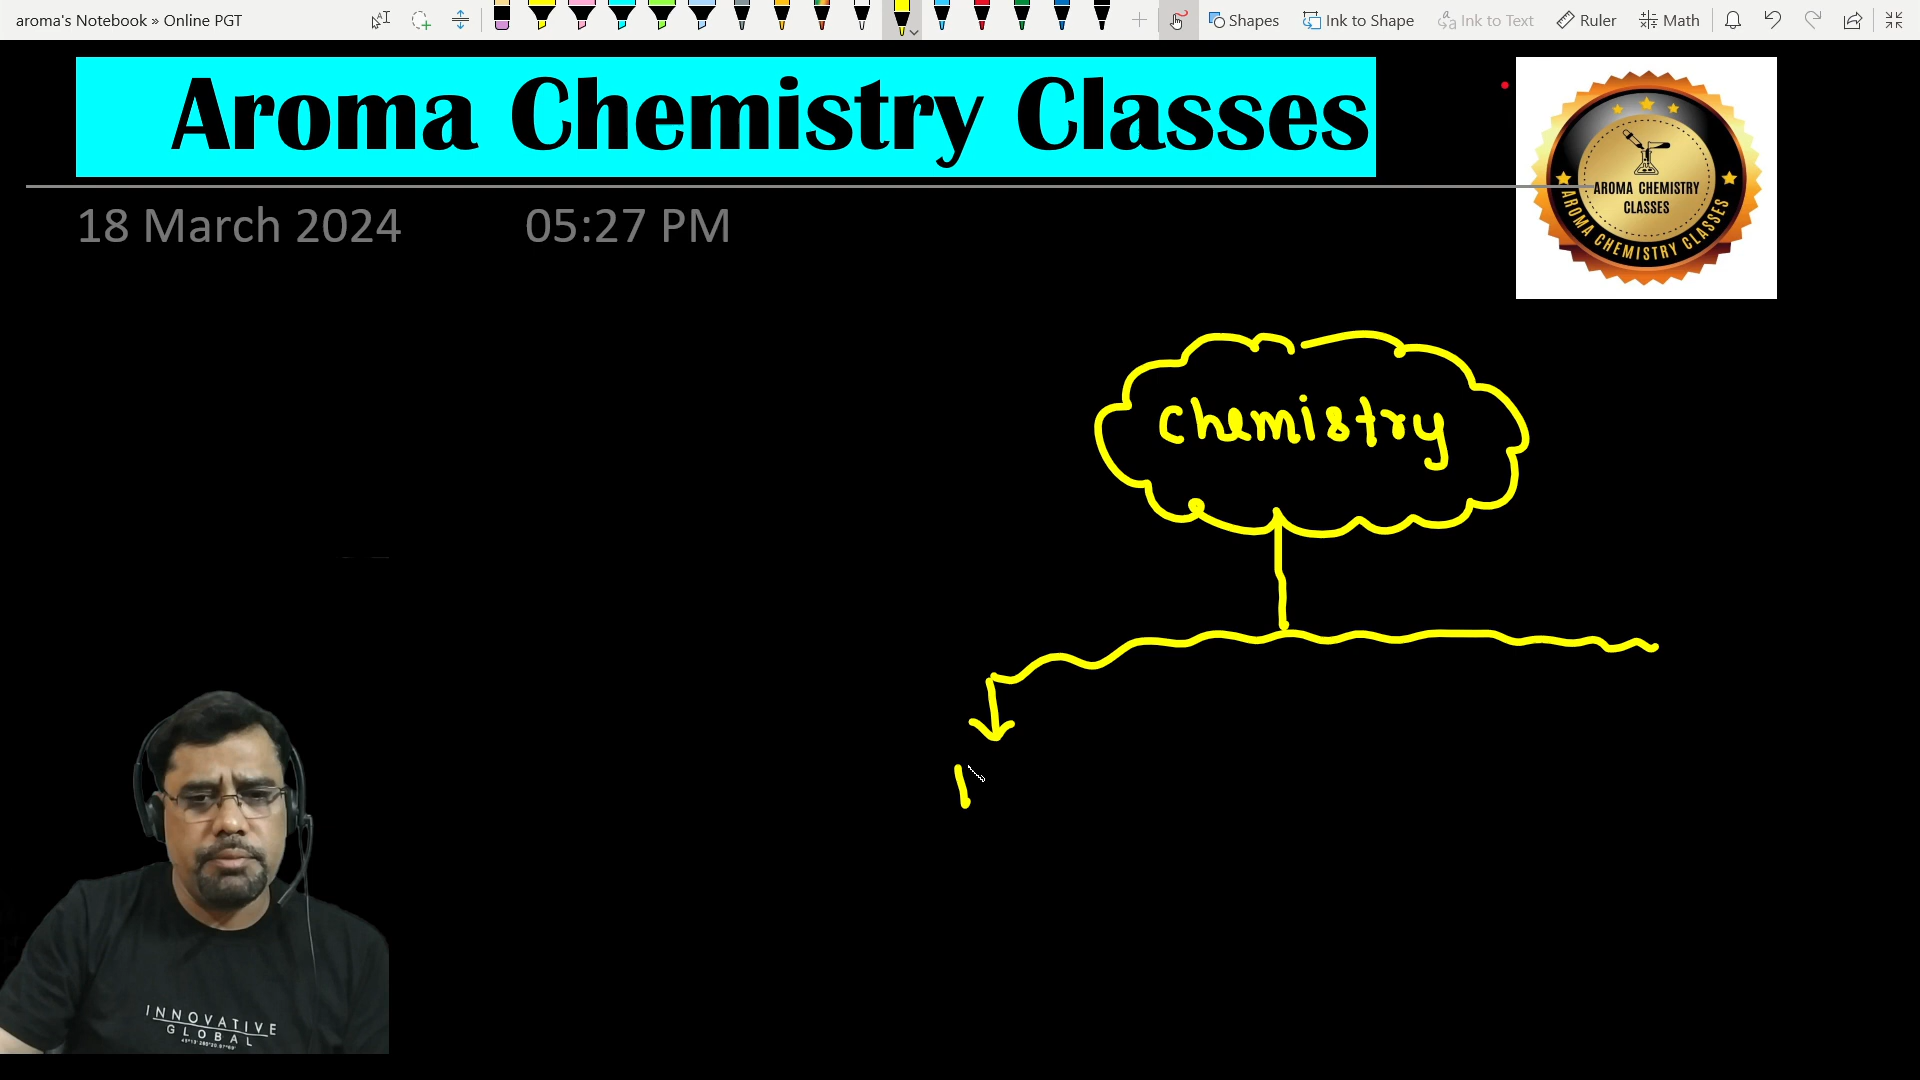 aroma's Notebook » Online PGT
Shapes Ink to Shape Ink to Text Ruler Math
Aroma Chemistry Classes
18 March 2024 05:27 PM
AROMA CHEMISTRY
CLASSES
AROMA CHEMISTRY CLASSES
Chemistry
INNOVATIVE
GLOBAL